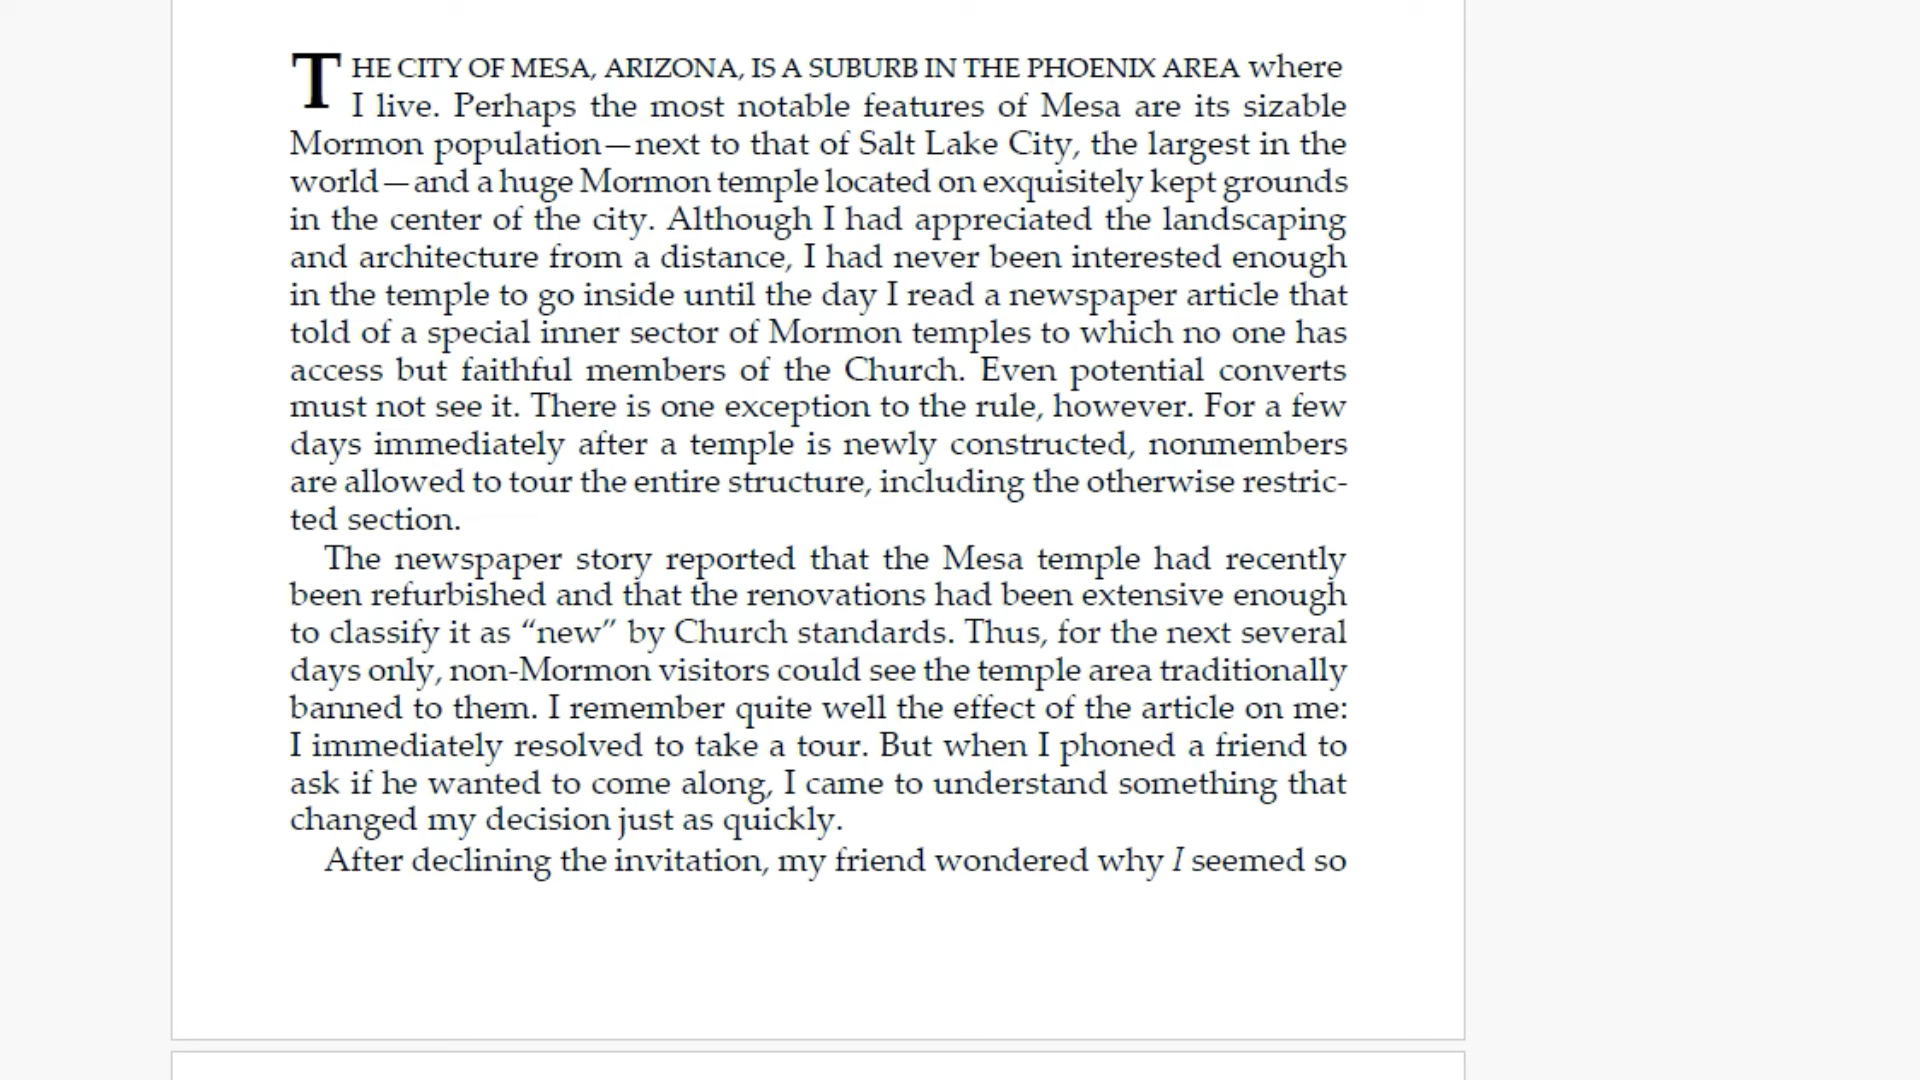 THE CITY OF MESA, ARIZONA, IS A SUBURB IN THE PHOENIX AREA where
I live. Perhaps the most notable features of Mesa are its sizable
Mormon population—next to that of Salt Lake City, the largest in the
world—and a huge Mormon temple located on exquisitely kept grounds
in the center of the city. Although I had appreciated the landscaping
and architecture from a distance, I had never been interested enough
in the temple to go inside until the day I read a newspaper article that
told of a special inner sector of Mormon temples to which no one has
access but faithful members of the Church. Even potential converts
must not see it. There is one exception to the rule, however. For a few
days immediately after a temple is newly constructed, nonmembers
are allowed to tour the entire structure, including the otherwise restric-
ted section.
The newspaper story reported that the Mesa temple had recently
been refurbished and that the renovations had been extensive enough
to classify it as “new” by Church standards. Thus, for the next several
days only, non-Mormon visitors could see the temple area traditionally
banned to them. I remember quite well the effect of the article on me:
I immediately resolved to take a tour. But when I phoned a friend to
ask if he wanted to come along, I came to understand something that
changed my decision just as quickly.
After declining the invitation, my friend wondered why I seemed so